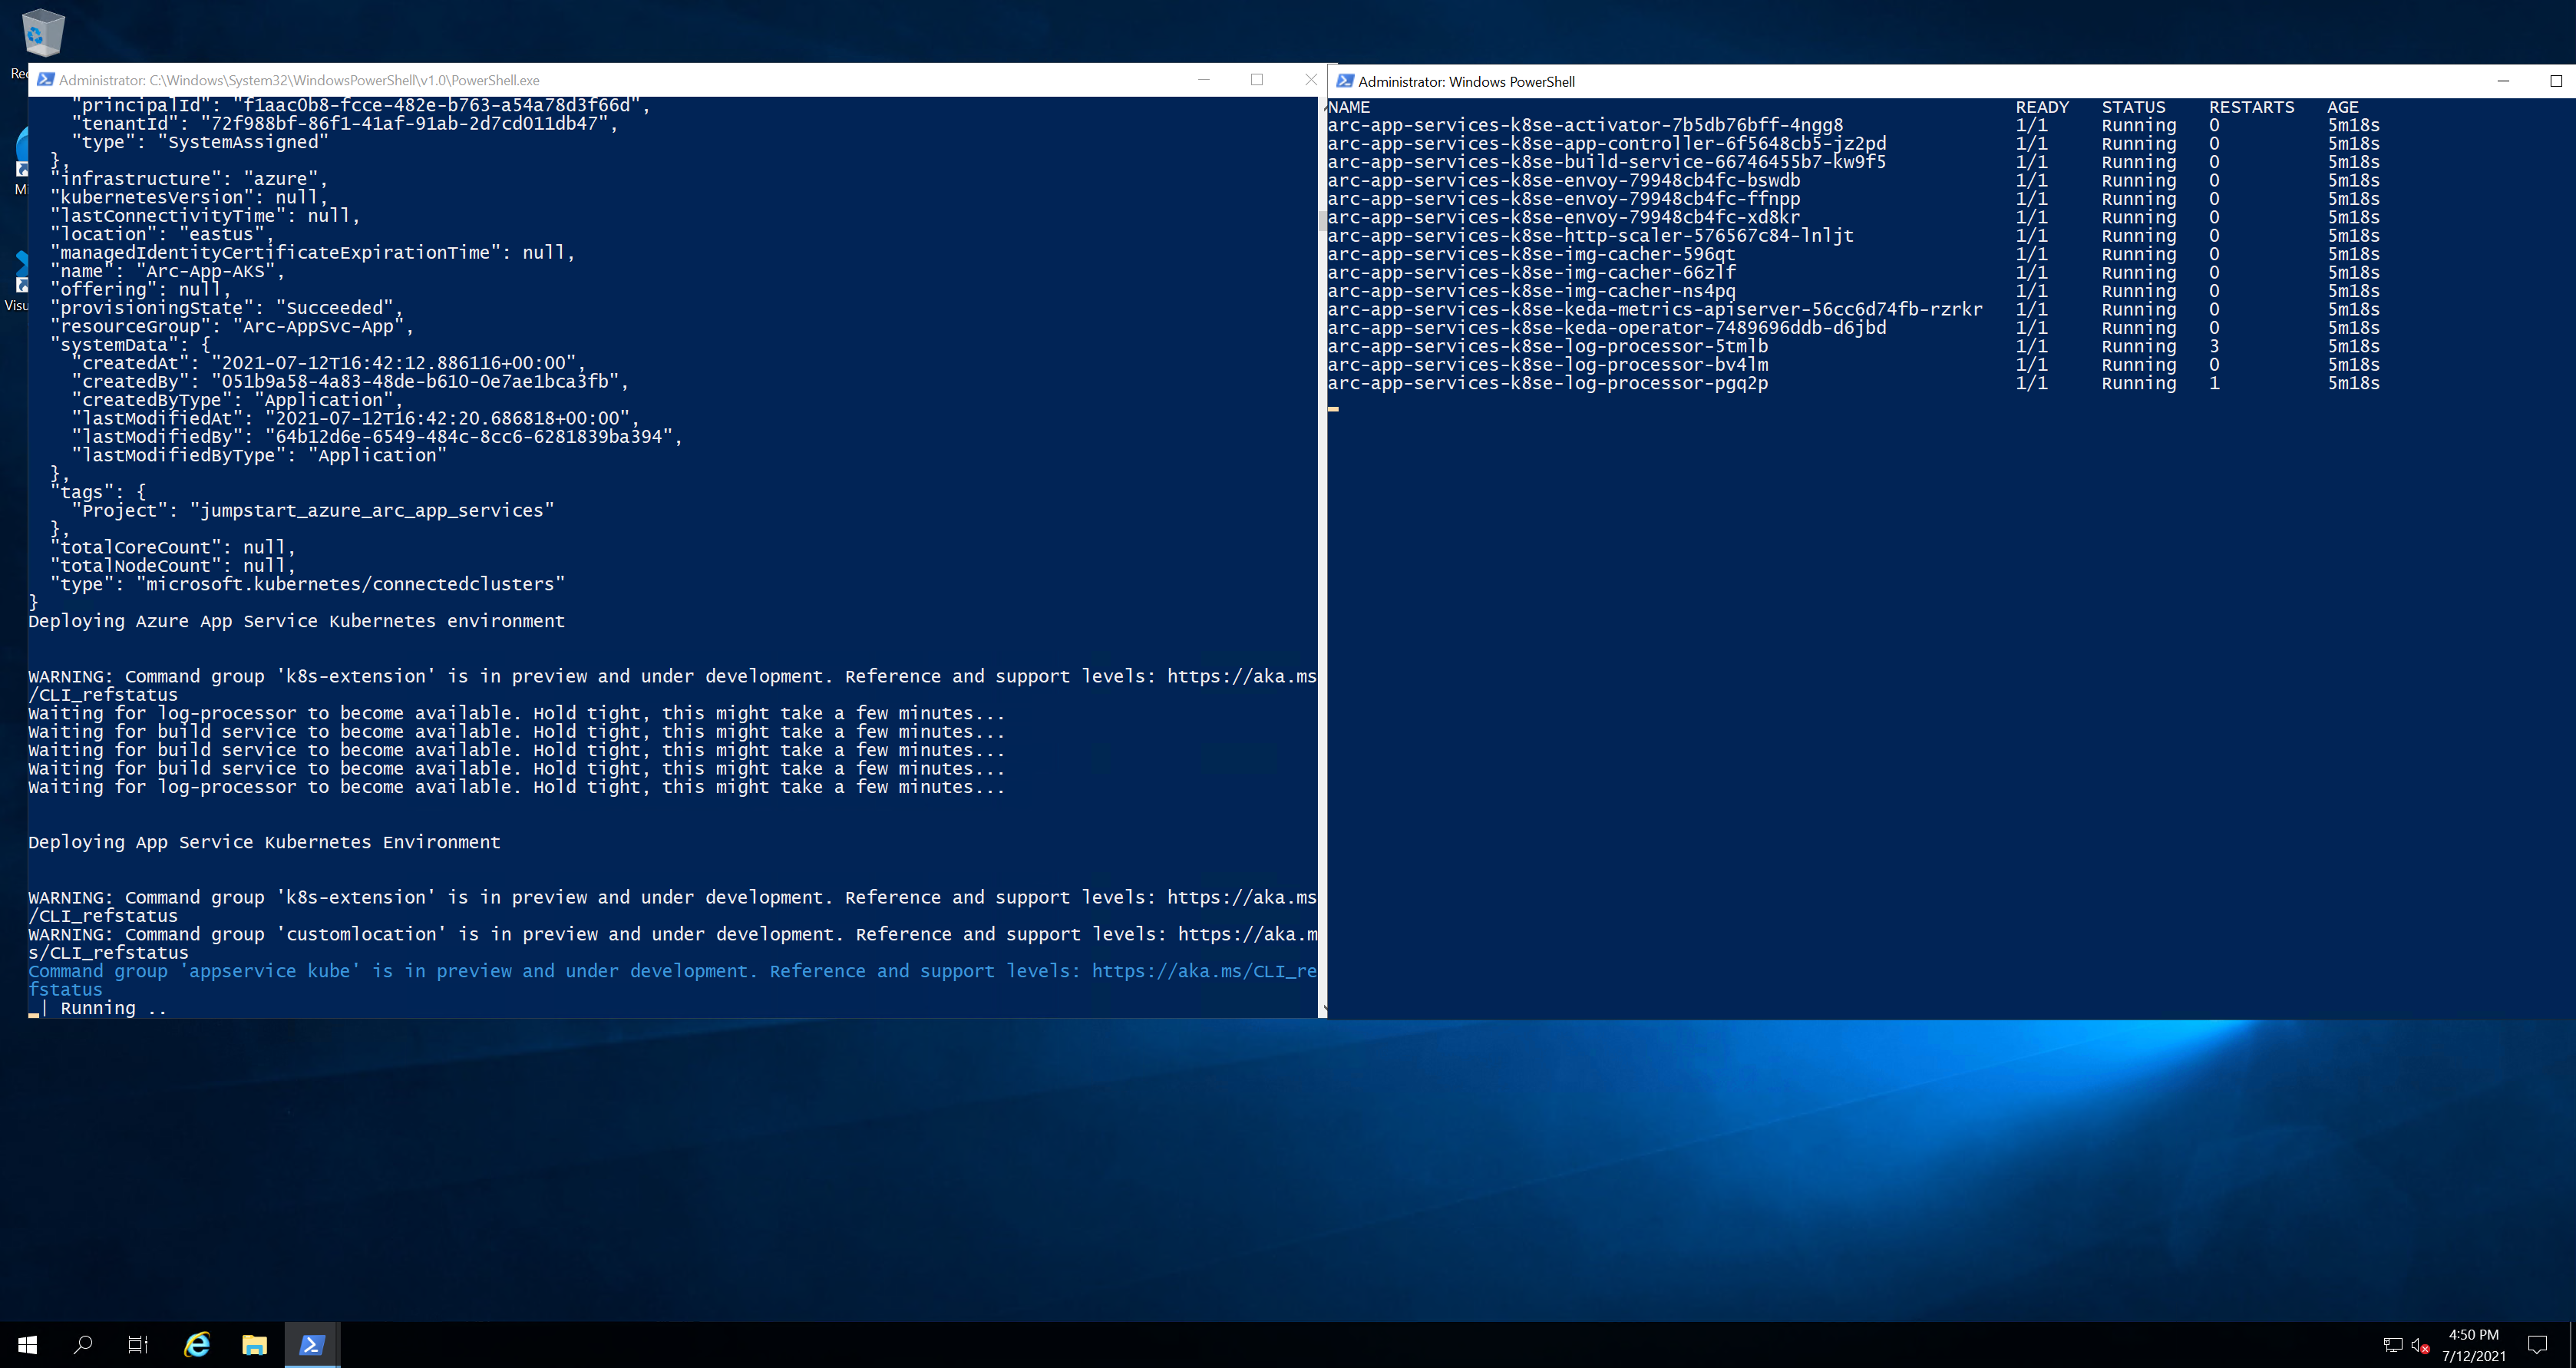 Administrator: C:\Windows\System32\WindowsPowerShell\v1.0\PowerShell.exe
"principalId": "f1aac0b8-fcce-482e-b763-a54a78d3f66d",
"tenantId": "72f988bf-86f1-41af-91ab-2d7cd011db47",
"type": "SystemAssigned"
},
"infrastructure": "azure",
"kubernetesVersion": null,
"lastConnectivityTime": null,
"location": "eastus",
"managedIdentityCertificateExpirationTime": null,
"name": "Arc-App-AKS",
"offering": null,
"provisioningState": "Succeeded",
"resourceGroup": "Arc-AppSvc-App",
"systemData": {
"createdAt": "2021-07-12T16:42:12.886116+00:00",
"createdBy": "051b9a58-4a83-48de-b610-0e7ae1bca3fb",
"createdByType": "Application",
"lastModifiedAt": "2021-07-12T16:42:20.686818+00:00",
"lastModifiedBy": "64b12d6e-6549-484c-8cc6-6281839ba394",
"lastModifiedByType": "Application"
},
"tags": {
"Project": "jumpstart_azure_arc_app_services"
},
"totalCoreCount": null,
"totalNodeCount": null,
"type": "microsoft.kubernetes/connectedclusters"
}
Deploying Azure App Service Kubernetes environment
WARNING: Command group 'k8s-extension' is in preview and under development. Reference and support levels: https://aka.ms
/CLI_refstatus
Waiting for log-processor to become available. Hold tight, this might take a few minutes...
Waiting for build service to become available. Hold tight, this might take a few minutes...
Waiting for build service to become available. Hold tight, this might take a few minutes...
Waiting for build service to become available. Hold tight, this might take a few minutes...
Waiting for log-processor to become available. Hold tight, this might take a few minutes...
Deploying App Service Kubernetes Environment
WARNING: Command group 'k8s-extension' is in preview and under development. Reference and support levels: https://aka.ms
/CLI_refstatus
WARNING: Command group 'customlocation' is in preview and under development. Reference and support levels: https://aka.m
s/CLI_refstatus
Command group 'appservice kube' is in preview and under development. Reference and support levels: https://aka.ms/CLI_re
fstatus
| Running ..
Administrator: Windows PowerShell
NAME READY STATUS RESTARTS AGE
arc-app-services-k8se-activator-7b5db76bff-4ngg8 1/1 Running 0 5m18s
arc-app-services-k8se-app-controller-6f5648cb5-jz2pd 1/1 Running 0 5m18s
arc-app-services-k8se-build-service-66746455b7-kw9f5 1/1 Running 0 5m18s
arc-app-services-k8se-envoy-79948cb4fc-bswdb 1/1 Running 0 5m18s
arc-app-services-k8se-envoy-79948cb4fc-ffnpp 1/1 Running 0 5m18s
arc-app-services-k8se-envoy-79948cb4fc-xd8kr 1/1 Running 0 5m18s
arc-app-services-k8se-http-scaler-576567c84-lnljt 1/1 Running 0 5m18s
arc-app-services-k8se-img-cacher-596qt 1/1 Running 0 5m18s
arc-app-services-k8se-img-cacher-66zlf 1/1 Running 0 5m18s
arc-app-services-k8se-img-cacher-ns4pq 1/1 Running 0 5m18s
arc-app-services-k8se-keda-metrics-apiserver-56cc6d74fb-rzrkr 1/1 Running 0 5m18s
arc-app-services-k8se-keda-operator-7489696ddb-d6jbd 1/1 Running 0 5m18s
arc-app-services-k8se-log-processor-5tmlb 1/1 Running 3 5m18s
arc-app-services-k8se-log-processor-bv4lm 1/1 Running 0 5m18s
arc-app-services-k8se-log-processor-pgq2p 1/1 Running 1 5m18s
4:50 PM
7/12/2021